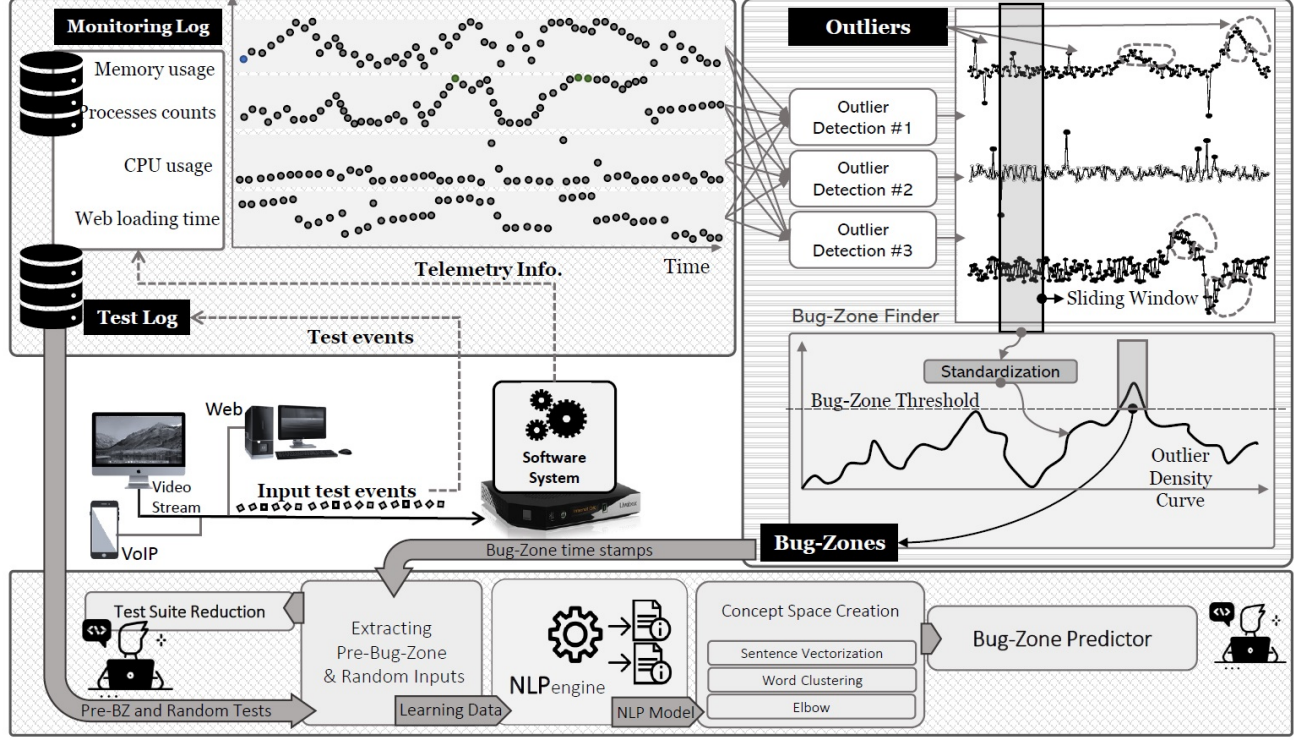 Monitoring Log
Memory usage
Processes counts
CPU usage
Web loading time
Time
Telemetry Info.
Test Log
Test events
Outliers
Outlier
Detection #1
Outlier
Detection #2
Outlier
Detection #3
Sliding Window
Bug-Zone Finder
Standardization
Bug-Zone Threshold
Outlier
Density
Curve
Bug-Zones
Web
Video
Stream
VoIP
Input test events
Software
System
Bug-Zone time stamps
Test Suite Reduction
Extracting
Pre-Bug-Zone
& Random Inputs
Pre-BZ and Random Tests
Learning Data
NLPengine
NLP Model
Concept Space Creation
Sentence Vectorization
Word Clustering
Elbow
Bug-Zone Predictor